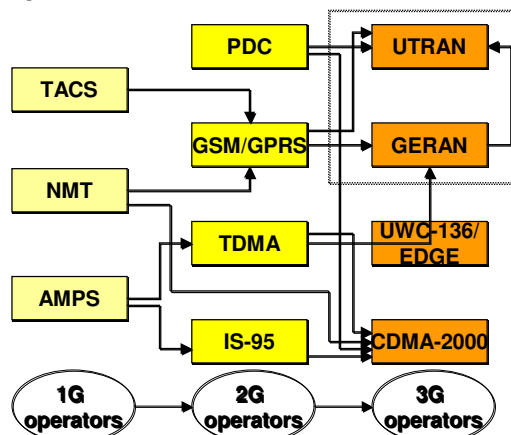 PDC
UTRAN
TACS
GSM/GPRS
GERAN
NMT
TDMA
UWC-136/
EDGE
AMPS
IS-95
CDMA-2000
1G
operators
2G
operators
3G
operators